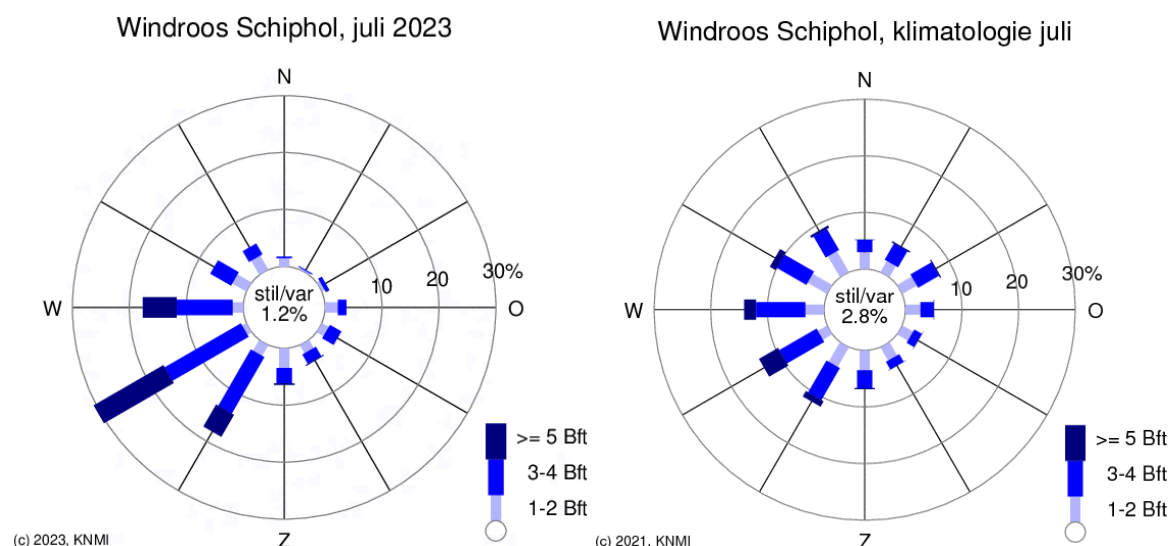 Windroos Schiphol, juli 2023
N
30%
20
10
W
stil/var
1.2%
O
>= 5 Bft
3-4 Bft
1-2 Bft
Z
(c) 2023, KNMI
Windroos Schiphol, klimatologie juli
N
30%
20
10
W
stil/var
2.8%
O
>= 5 Bft
3-4 Bft
1-2 Bft
Z
(c) 2021, KNMI